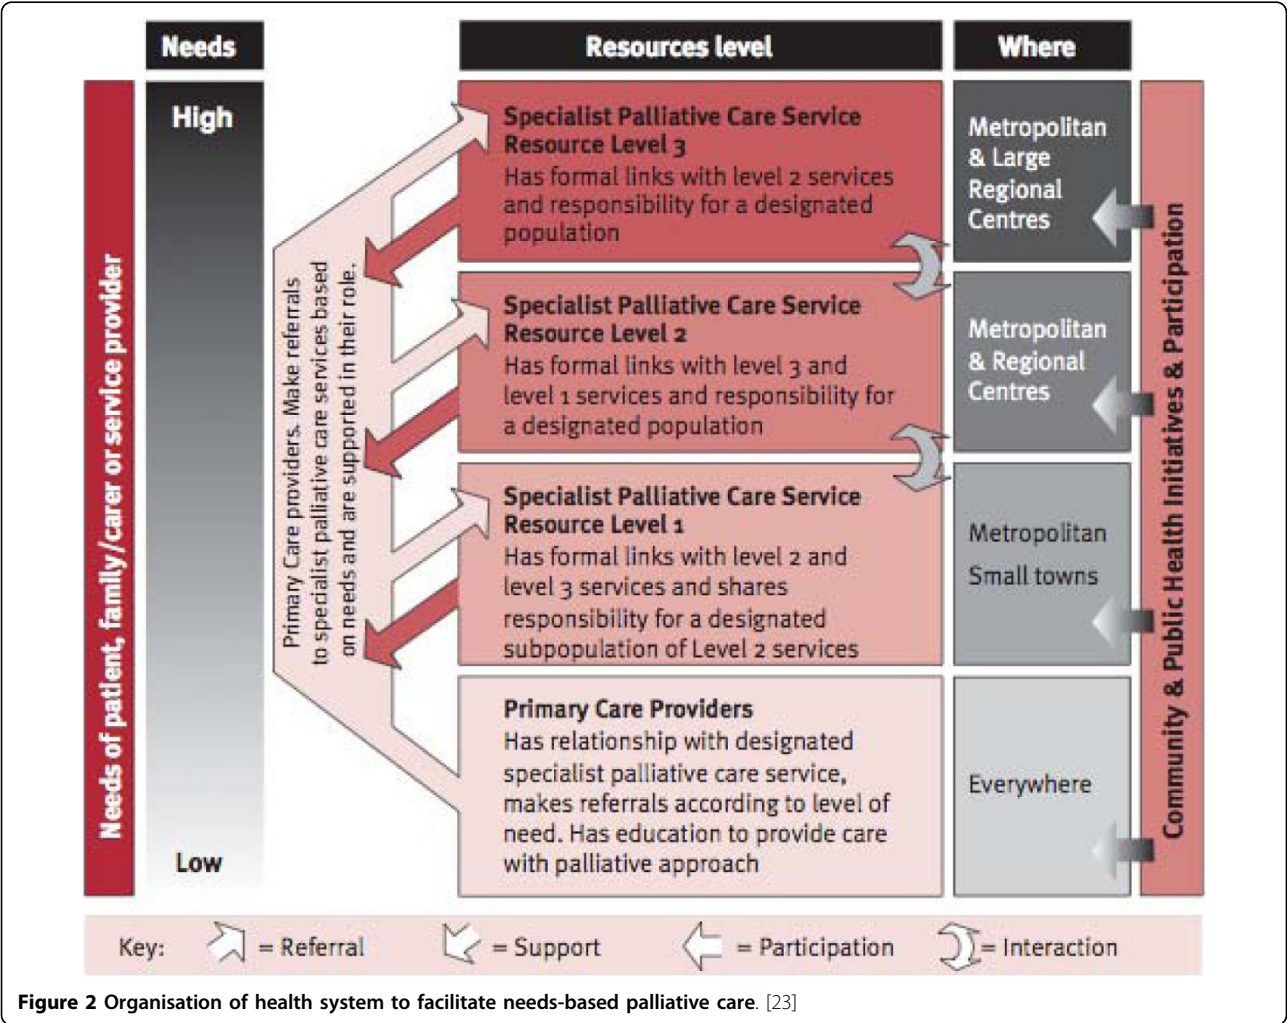 Needs
Resources level
Where
Needs of patient, family/carer or service provider
High
Low
Primary Care providers. Make referrals
to specialist palliative care services based
on needs and are supported in their role.
Specialist Palliative Care Service
Resource Level 3
Has formal links with level 2 services
and responsibility for a designated
population
Metropolitan
& Large
Regional
Centres
Specialist Palliative Care Service
Resource Level 2
Has formal links with level 3 and
level 1 services and responsibility for
a designated population
Metropolitan
& Regional
Centres
Specialist Palliative Care Service
Resource Level 1
Has formal links with level 2 and
level 3 services and shares
responsibility for a designated
subpopulation of Level 2 services
Metropolitan
Small towns
Primary Care Providers
Has relationship with designated
specialist palliative care service,
makes referrals according to level of
need. Has education to provide care
with palliative approach
Everywhere
Community & Public Health Initiatives & Participation
Key: = Referral = Support = Participation = Interaction
Figure 2 Organisation of health system to facilitate needs-based palliative care. [23]